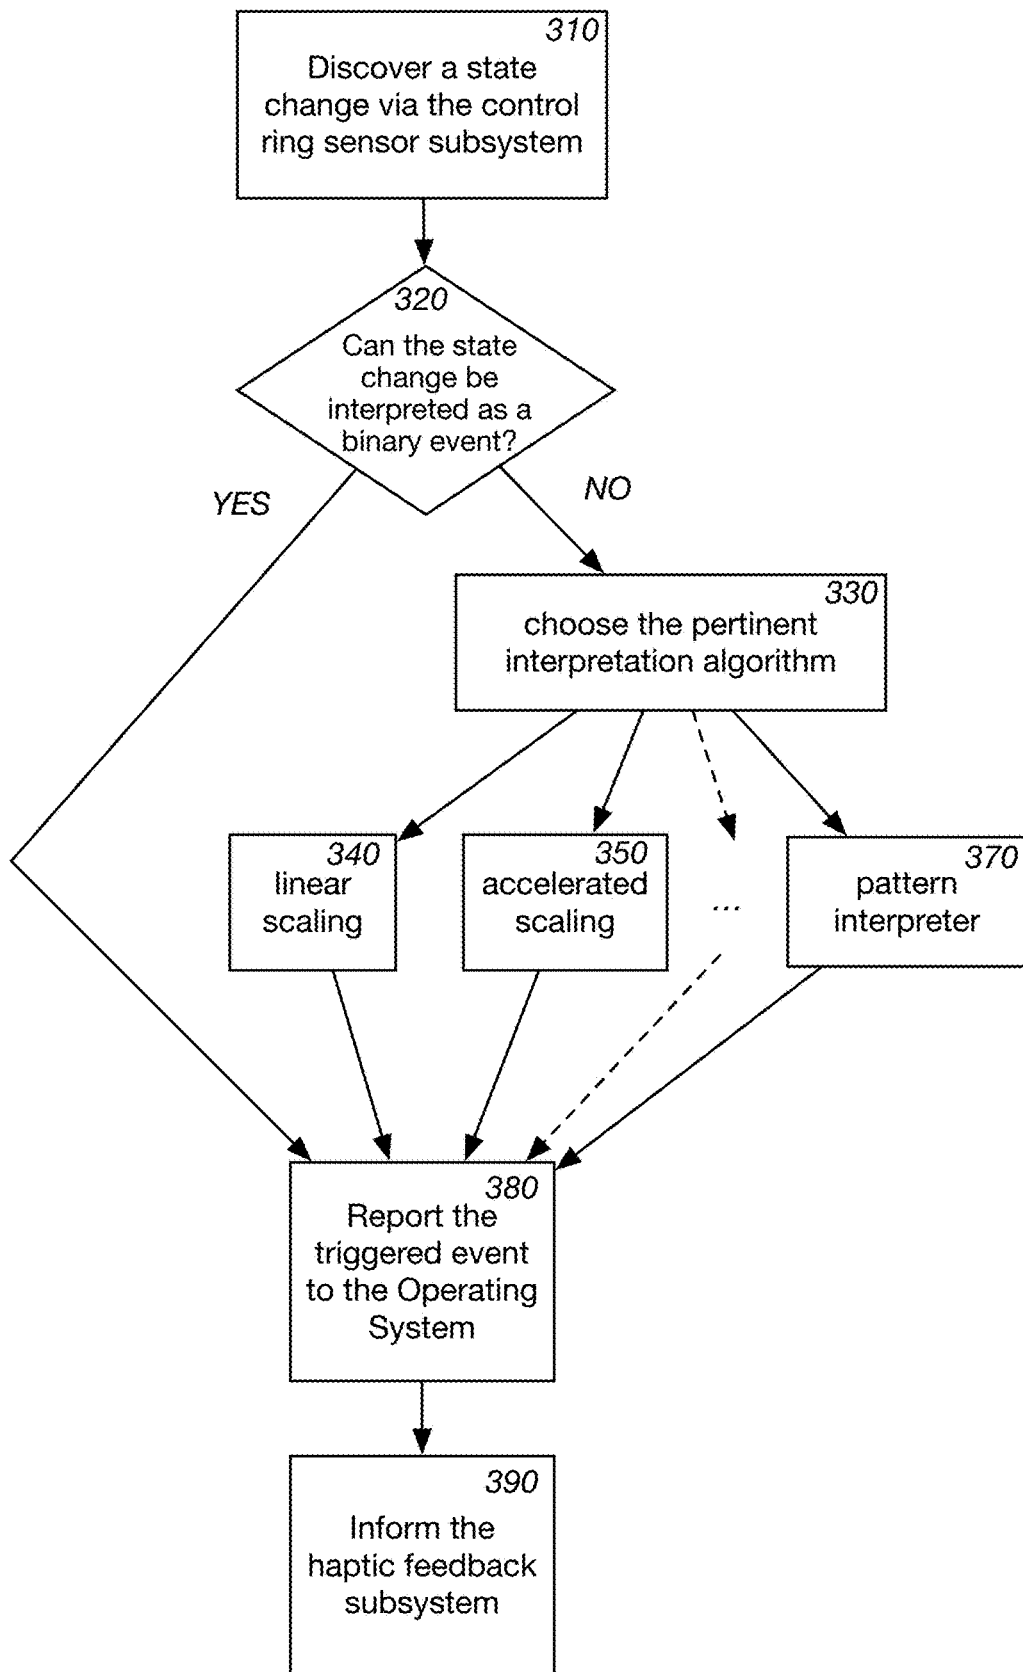 310
Discover a state
change via the control
ring sensor subsystem
320
Can the state
change be
interpreted as a
binary event?
YES
NO
330
choose the pertinent
interpretation algorithm
340
linear
scaling
350
accelerated
scaling
...
370
pattern
interpreter
380
Report the
triggered event
to the Operating
System
390
Inform the
haptic feedback
subsystem